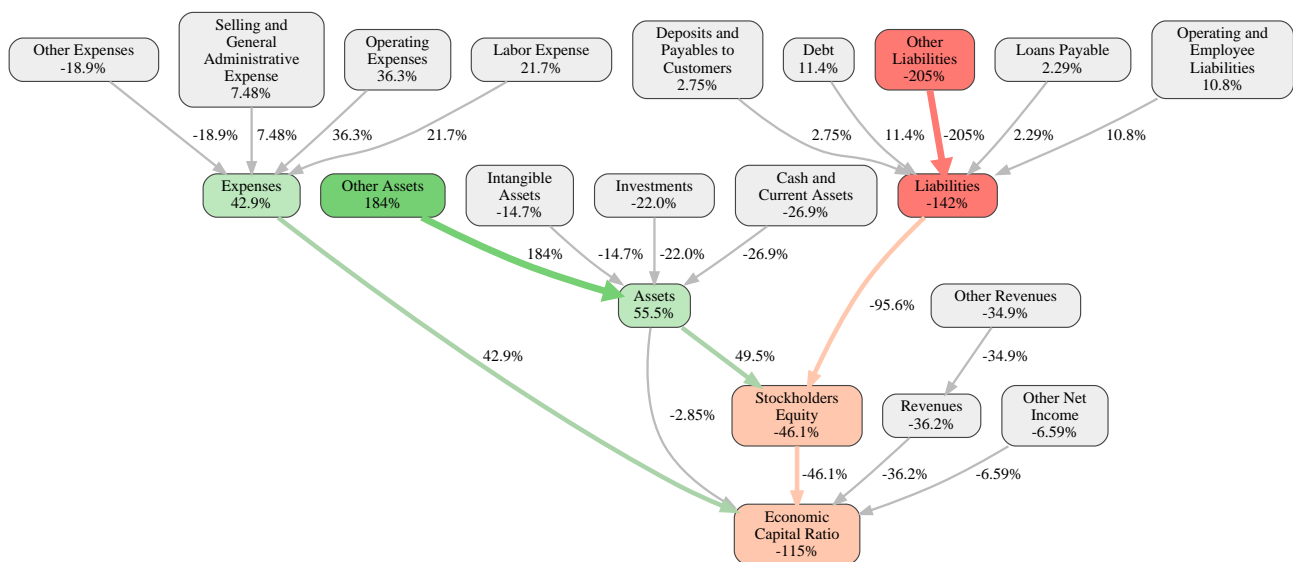 Other Expenses
-18.9%
Selling and
General
Administrative
Expense
7.48%
Operating
Expenses
36.3%
Labor Expense
21.7%
Deposits and
Payables to
Customers
2.75%
Debt
11.4%
Other
Liabilities
-205%
Loans Payable
2.29%
Operating and
Employee
Liabilities
10.8%
-18.9%
7.48%
36.3%
21.7%
2.75%
11.4%
-205%
2.29%
10.8%
Expenses
42.9%
Other Assets
184%
Intangible
Assets
-14.7%
Investments
-22.0%
Cash and
Current Assets
-26.9%
Liabilities
-142%
184%
-14.7%
-22.0%
-26.9%
Assets
55.5%
-95.6%
Other Revenues
-34.9%
42.9%
49.5%
-34.9%
-2.85%
Stockholders
Equity
-46.1%
Revenues
-36.2%
Other Net
Income
-6.59%
-46.1%
-36.2%
-6.59%
Economic
Capital Ratio
-115%